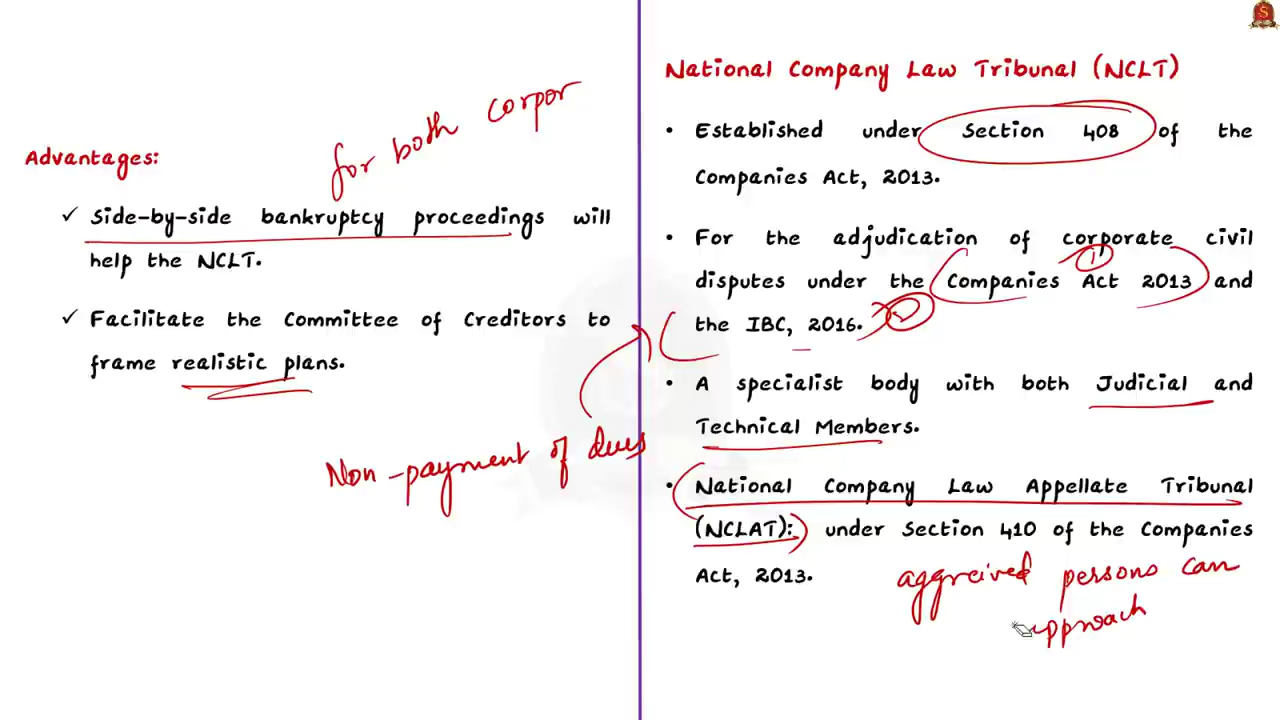 for both corpor
Advantages:
✓ Side-by-side bankruptcy proceedings will
help the NCLT.
✓ Facilitate the Committee of Creditors to
frame realistic plans.
Non-payment of dues
National Company Law Tribunal (NCLT)
• Established under Section 408 of the
Companies Act, 2013.
• For the adjudication of corporate civil
disputes under the Companies Act 2013 and
the IBC, 2016.
• A specialist body with both Judicial and
Technical Members.
• National Company Law Appellate Tribunal
(NCLAT): under Section 410 of the Companies
Act, 2013.
aggreived persons can
approach